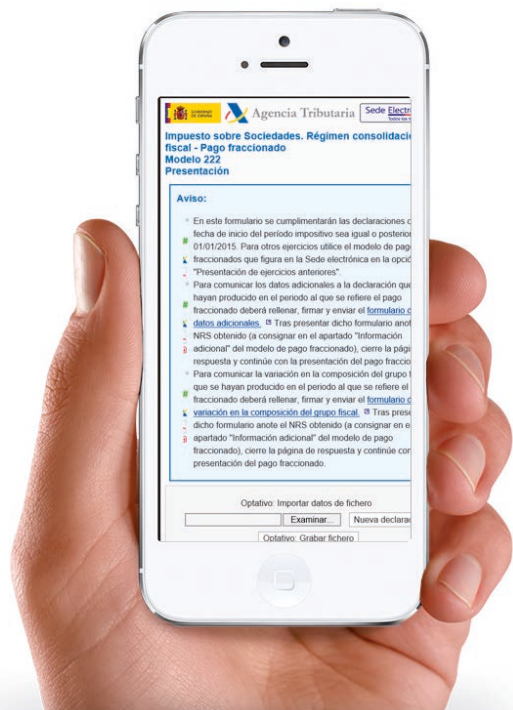 GOBIERNO DE ESPAÑA
Agencia Tributaria
Sede Electr
Impuesto sobre Sociedades. Régimen consolidaci
fiscal - Pago fraccionado
Modelo 222
Presentación
Aviso:
En este formulario se cumplimentarán las declaraciones c
fecha de inicio del período impositivo sea igual o posterior
01/01/2015. Para otros ejercicios utilice el modelo de pag
fraccionados que figura en la Sede electrónica en la opció
"Presentación de ejercicios anteriores".
Para comunicar los datos adicionales a la declaración que
hayan producido en el periodo al que se refiere el pago
fraccionado deberá rellenar, firmar y enviar el formulario d
datos adicionales. Tras presentar dicho formulario anot
NRS obtenido (a consignar en el apartado "Información
adicional" del modelo de pago fraccionado), cierre la pági
respuesta y continúe con la presentación del pago fraccio
Para comunicar la variación en la composición del grupo f
que se hayan producido en el periodo al que se refiere el
fraccionado deberá rellenar, firmar y enviar el formulario d
variación en la composición del grupo fiscal. Tras prese
dicho formulario anote el NRS obtenido (a consignar en e
apartado "Información adicional" del modelo de pago
fraccionado), cierre la página de respuesta y continúe con
presentación del pago fraccionado.
Optativo: Importar datos de fichero
Examinar... Nueva declarac
Optativo: Grabar fichero